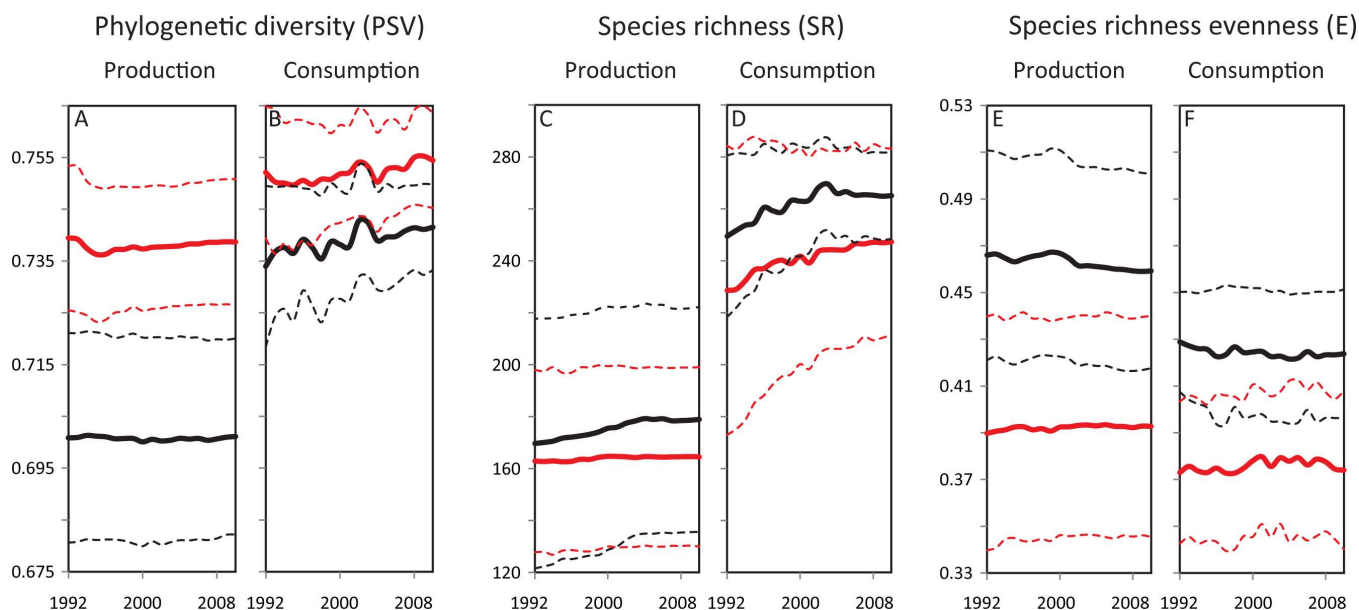 Phylogenetic diversity (PSV)
Species richness (SR)
Species richness evenness (E)
Production
Consumption
Production
Consumption
Production
Consumption
A
B
C
D
E
F
0.755
0.735
0.715
0.695
0.675
280
240
200
160
120
0.53
0.49
0.45
0.41
0.37
0.33
1992 2000 2008
1992 2000 2008
1992 2000 2008
1992 2000 2008
1992 2000 2008
1992 2000 2008